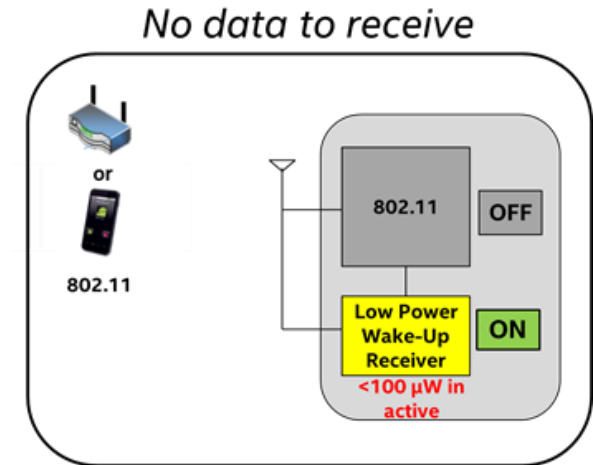 No data to receive
or
802.11
802.11
OFF
Low Power
Wake-Up
Receiver
ON
<100 µW in
active